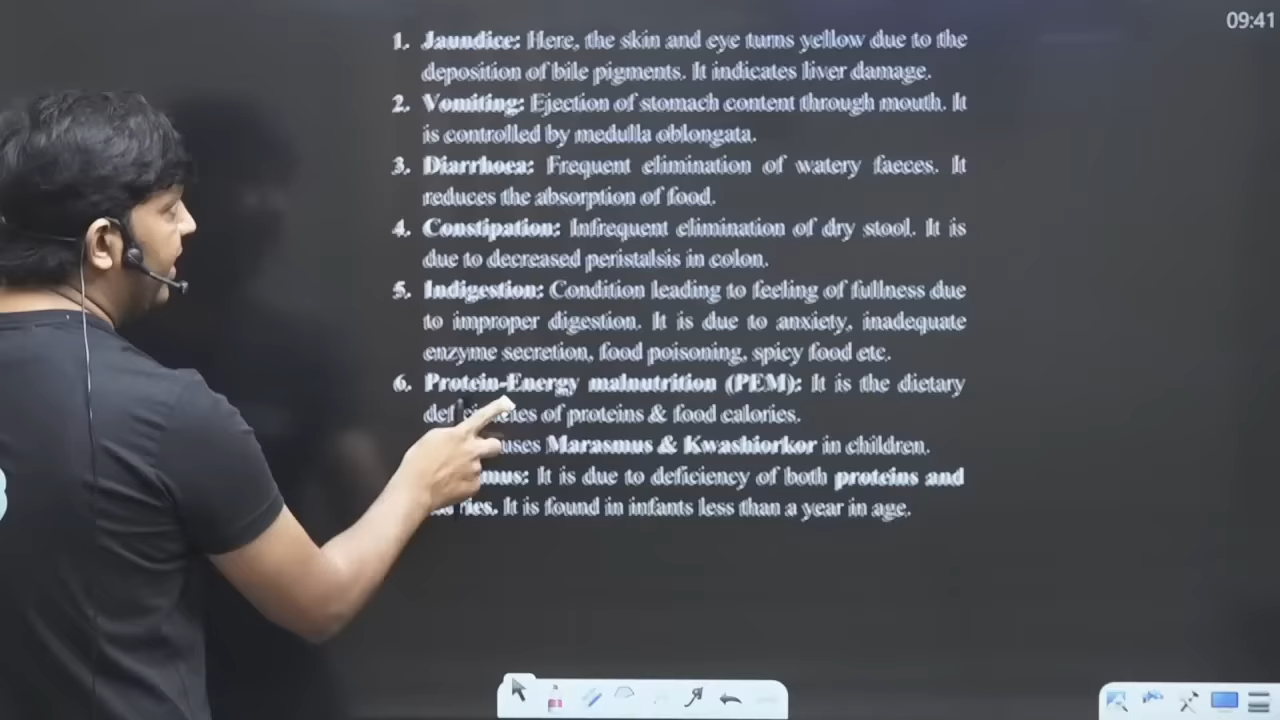 09:41
1. Jaundice: Here, the skin and eye turns yellow due to the
deposition of bile pigments. It indicates liver damage.
2. Vomiting: Ejection of stomach content through mouth. It
is controlled by medulla oblongata.
3. Diarrhoea: Frequent elimination of watery faeces. It
reduces the absorption of food.
4. Constipation: Infrequent elimination of dry stool. It is
due to decreased peristalsis in colon.
5. Indigestion: Condition leading to feeling of fullness due
to improper digestion. It is due to anxiety, inadequate
enzyme secretion, food poisoning, spicy food etc.
6. Protein-Energy malnutrition (PEM): It is the dietary
of proteins & food calories.
Marasmus & Kwashiorkor in children.
It is due to deficiency of both proteins and
It is found in infants less than a year in age.